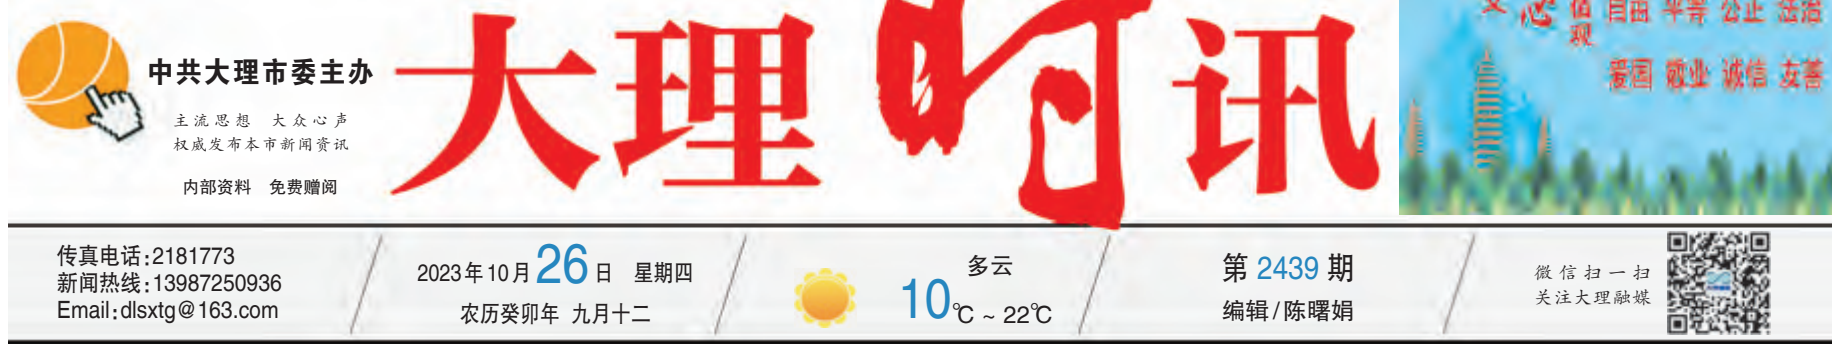 中共大理市委主办
主流思想 大众心声
权威发布本市新闻资讯
内部资料 免费赠阅
大理时讯
自由 平等 公正 法治
爱国 敬业 诚信 友善
传真电话:2181773
新闻热线:13987250936
Email:dlsxtg@163.com
2023年10月26日 星期四
农历癸卯年 九月十二
多云
10℃ ~ 22℃
第 2439 期
编辑/陈曙娟
微信扫一扫
关注大理融媒